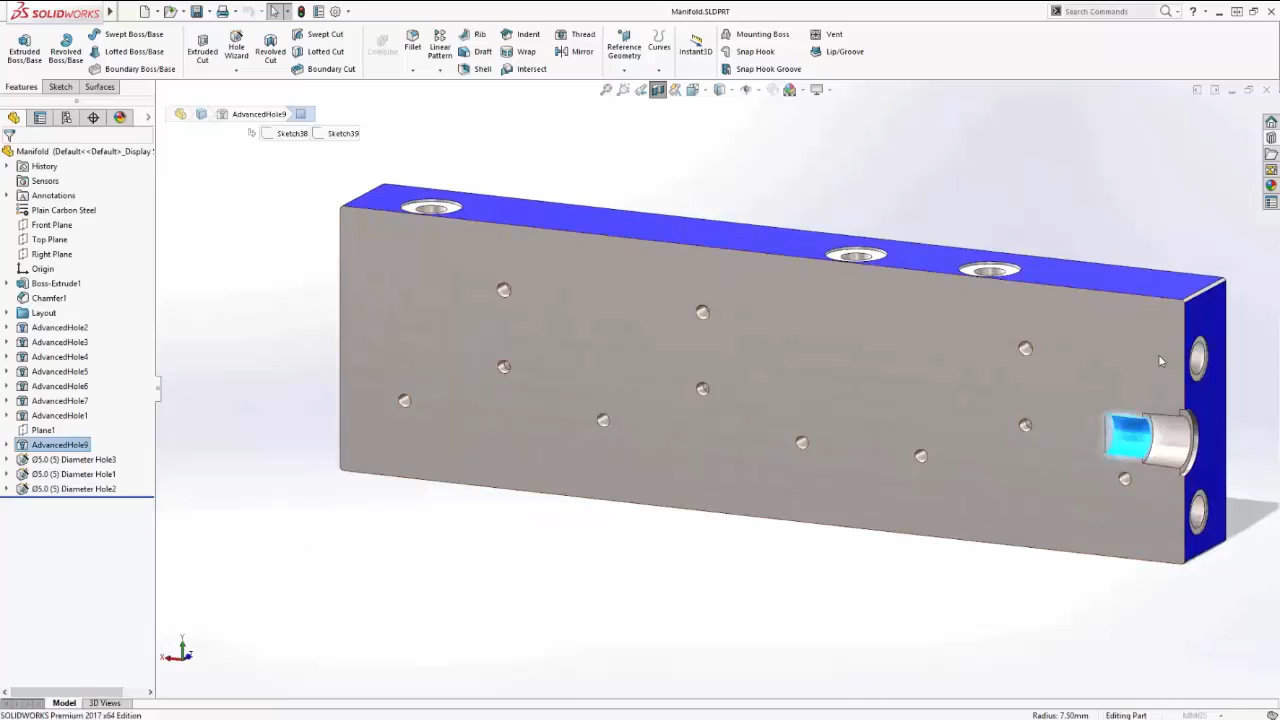 SOLIDWORKS
Manifold.SLDPRT
Search Commands
Extruded Boss/Base
Revolved Boss/Base
Swept Boss/Base
Lofted Boss/Base
Boundary Boss/Base
Extruded Cut
Hole Wizard
Revolved Cut
Swept Cut
Lofted Cut
Boundary Cut
Combine
Fillet
Linear Pattern
Rib
Draft
Shell
Indent
Wrap
Intersect
Thread
Mirror
Reference Geometry
Curves
Instant3D
Mounting Boss
Snap Hook
Snap Hook Groove
Vent
Lip/Groove
Features
Sketch
Surfaces
AdvancedHole9
Sketch38
Sketch39
Manifold (Default<<Default>_Display
History
Sensors
Annotations
Plain Carbon Steel
Front Plane
Top Plane
Right Plane
Origin
Boss-Extrude1
Chamfer1
Layout
AdvancedHole2
AdvancedHole3
AdvancedHole4
AdvancedHole5
AdvancedHole6
AdvancedHole7
AdvancedHole1
Plane1
AdvancedHole9
Ø5.0 (5) Diameter Hole3
Ø5.0 (5) Diameter Hole1
Ø5.0 (5) Diameter Hole2
Y
X
Z
Model
3D Views
SOLIDWORKS Premium 2017 x64 Edition
Radius: 7.50mm
Editing Part
MMGS